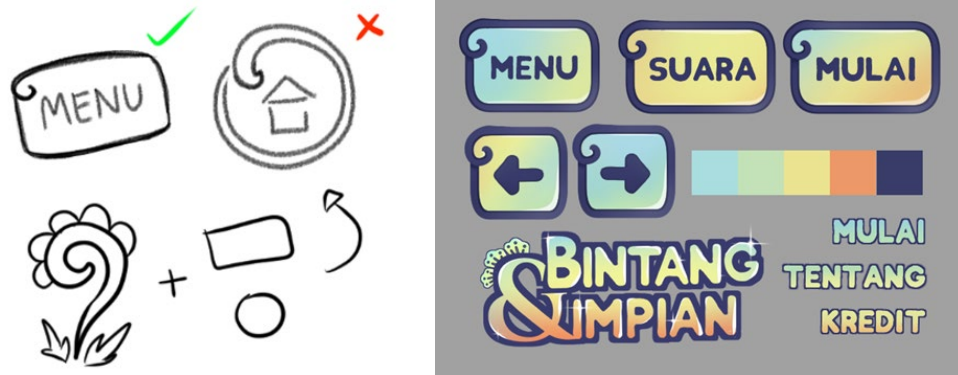 MENU
MENU
SUARA
MULAI
BINTANG
& IMPIAN
MULAI
TENTANG
KREDIT